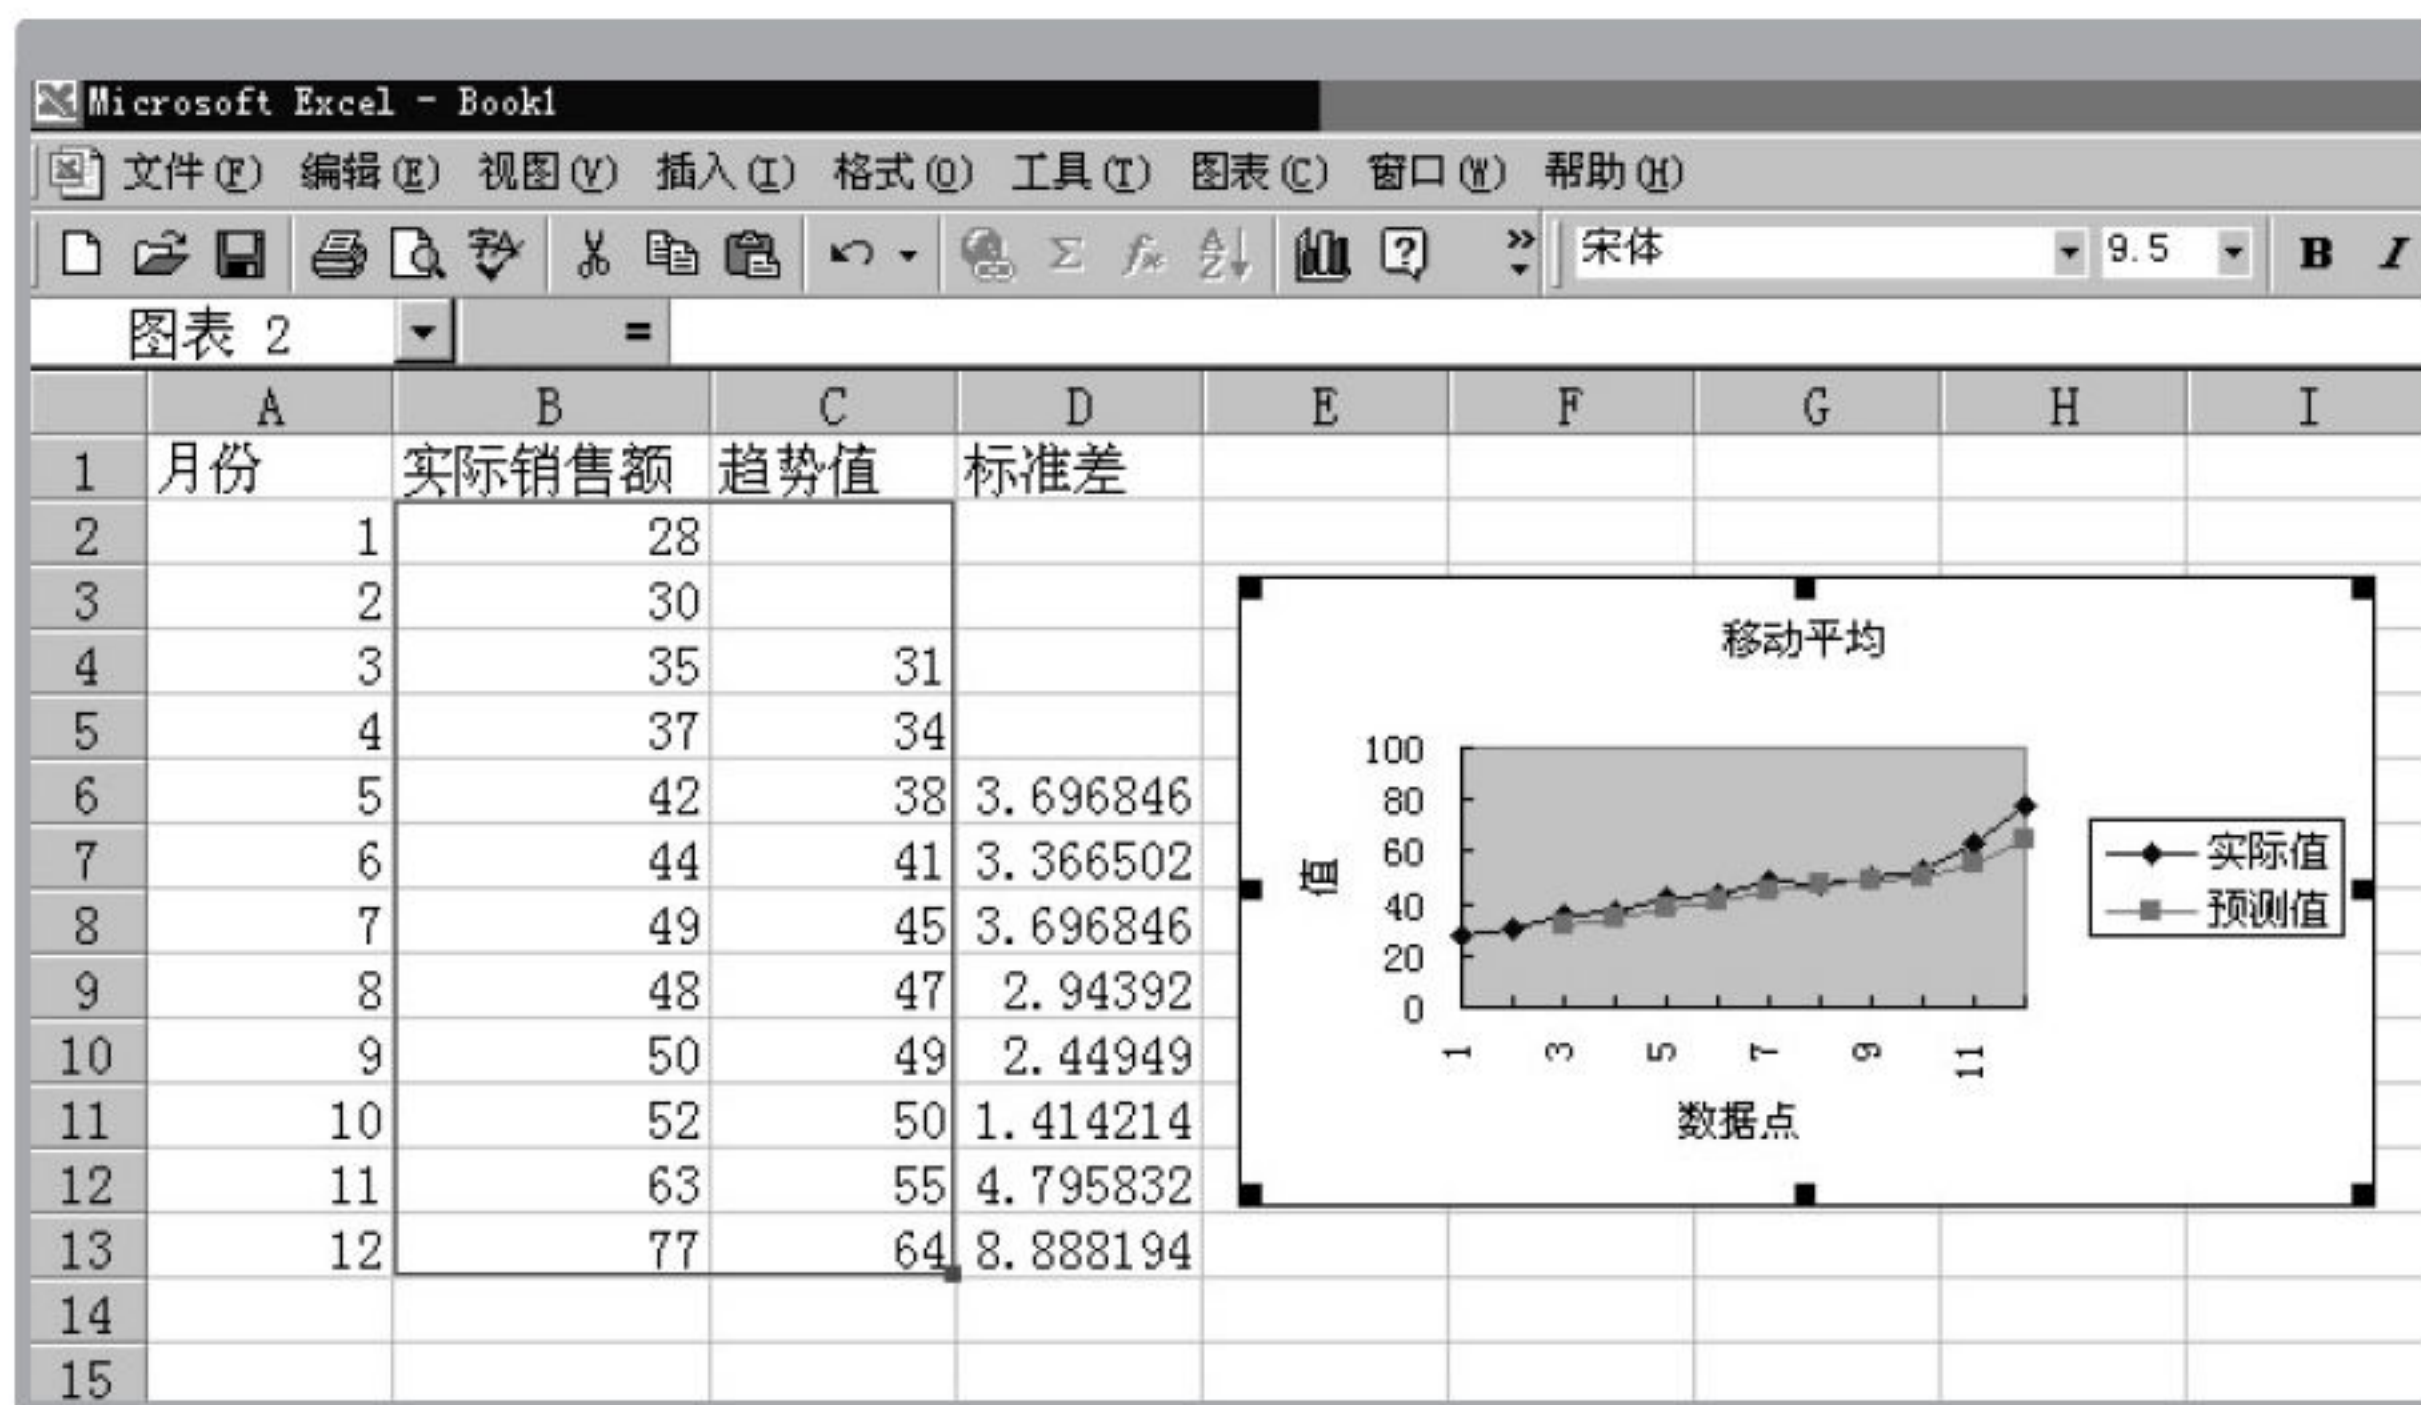 Microsoft Excel - Book1
文件(F) 编辑(E) 视图(V) 插入(I) 格式(O) 工具(T) 图表(C) 窗口(W) 帮助(H)
宋体 9.5 B I
图表 2 =
A B C D E F G H I
1 月份 实际销售额 趋势值 标准差
2 1 28
3 2 30
4 3 35 31
5 4 37 34
6 5 42 38 3.696846
7 6 44 41 3.366502
8 7 49 45 3.696846
9 8 48 47 2.94392
10 9 50 49 2.44949
11 10 52 50 1.414214
12 11 63 55 4.795832
13 12 77 64 8.888194
14
15
移动平均
100
80
60
40
20
0
值
1 3 5 7 9 11
数据点
实际值
预测值